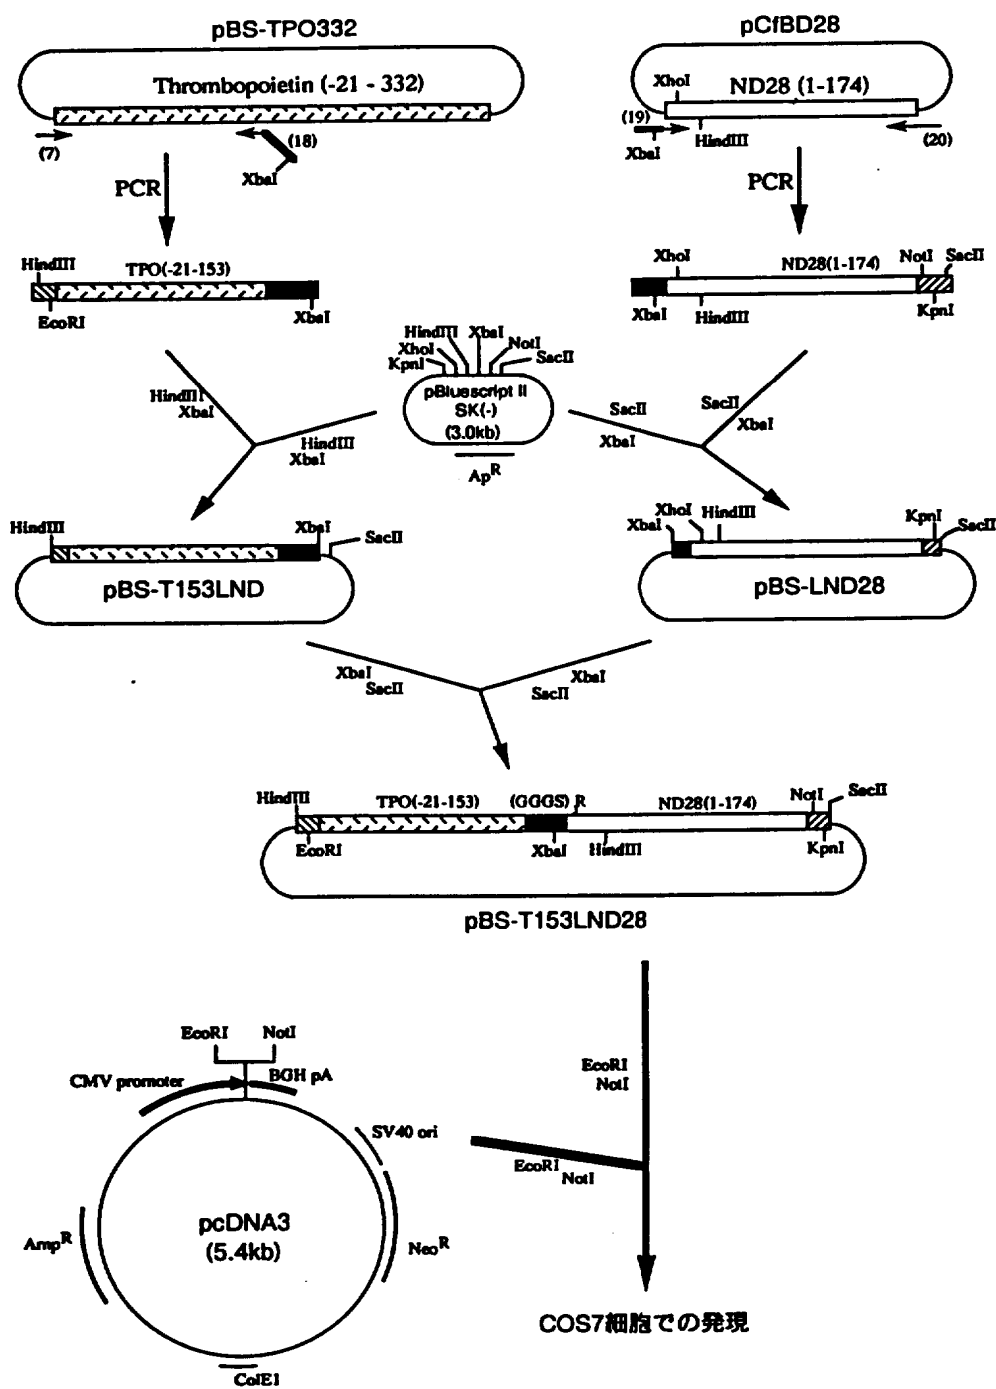 pBS-TPO332
pCfBD28
Thrombopoietin (-21 - 332)
XhoI
ND28 (1-174)
(7)
(18)
XbaI
(19)
XbaI
HindIII
(20)
PCR
PCR
HindIII
TPO(-21-153)
EcoRI
XbaI
XhoI
ND28(1-174)
NotI
SacII
XbaI
HindIII
KpnI
HindIII
XbaI
XhoI
NotI
KpnI
SacII
pBluescript II
SK(-)
(3.0kb)
Ap^R
HindIII
XbaI
HindIII
XbaI
SacII
XbaI
SacII
XbaI
HindIII
XbaI
SacII
pBS-T153LND
XbaI
XhoI
HindIII
KpnI
SacII
pBS-LND28
XbaI
SacII
XbaI
SacII
HindIII
TPO(-21-153)
(GGGS) R
ND28(1-174)
NotI
SacII
EcoRI
XbaI
HindIII
KpnI
pBS-T153LND28
EcoRI
NotI
CMV promoter
BGH pA
SV40 ori
pcDNA3
(5.4kb)
Amp^R
Neo^R
ColE1
EcoRI
NotI
EcoRI
NotI
COS7細胞での発現